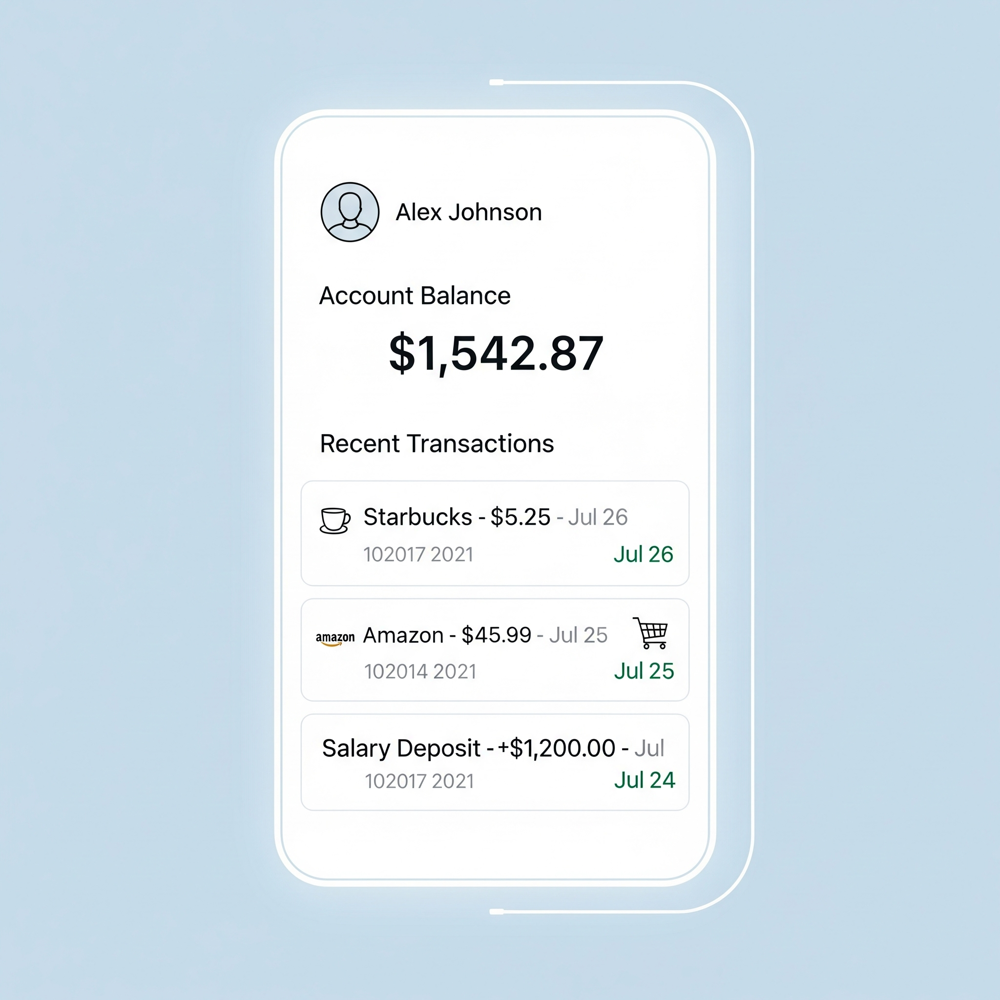 Alex Johnson
Account Balance
$1,542.87
Recent Transactions
Starbucks - $5.25 - Jul 26
102017 2021
Jul 26
amazon
Amazon - $45.99 - Jul 25
102014 2021
Jul 25
Salary Deposit - +$1,200.00 - Jul
102017 2021
Jul 24